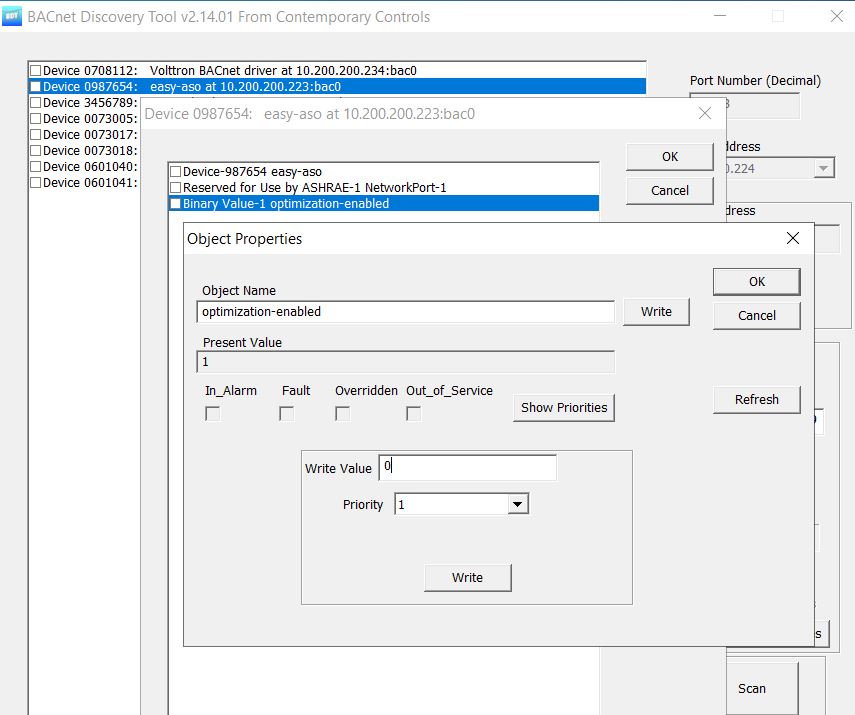 BDT BACnet Discovery Tool v2.14.01 From Contemporary Controls
Device 0708112: Volttron BACnet driver at 10.200.200.234:bac0
Device 0987654: easy-aso at 10.200.200.223:bac0
Device 3456789:
Device 0073005:
Device 0073017:
Device 0073018:
Device 0601040:
Device 0601041:
Port Number (Decimal)
Device 0987654: easy-aso at 10.200.200.223:bac0
OK
Cancel
ddress
0.224
dress
Device-987654 easy-aso
Reserved for Use by ASHRAE-1 NetworkPort-1
Binary Value-1 optimization-enabled
Object Properties
OK
Cancel
Object Name
optimization-enabled
Write
Present Value
1
In_Alarm Fault Overridden Out_of_Service
Show Priorities
Refresh
Write Value 0
Priority 1
Write
s
Scan